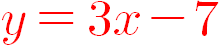 y = 3x − 7